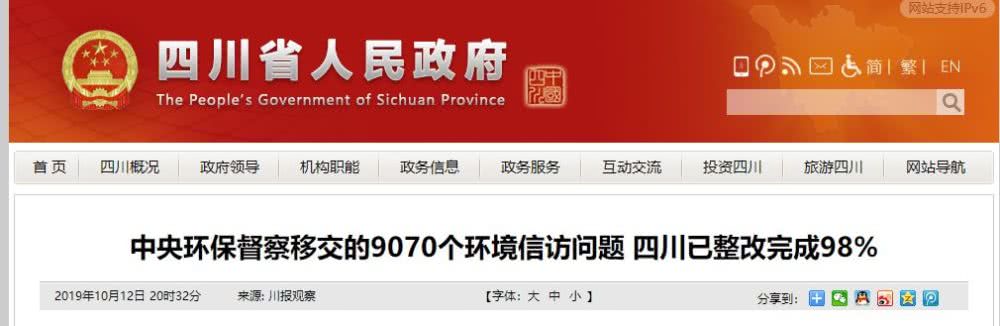 网站支持IPv6
四川省人民政府
The People's Government of Sichuan Province
简 | 繁 | EN
首 页 四川概况 政府领导 机构职能 政务信息 政务服务 互动交流 投资四川 旅游四川 网站导航
中央环保督察移交的9070个环境信访问题 四川已整改完成98%
2019年10月12日 20时32分 来源: 川报观察 【字体: 大 中 小 】 分享到: